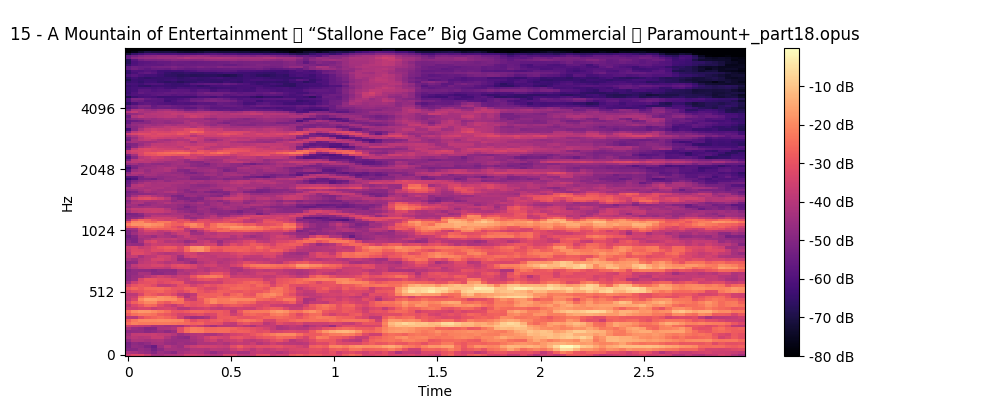 15 - A Mountain of Entertainment ▯ “Stallone Face” Big Game Commercial ▯ Paramount+_part18.opus
Hz
4096
2048
1024
512
0
0
0.5
1
1.5
2
2.5
Time
-10 dB
-20 dB
-30 dB
-40 dB
-50 dB
-60 dB
-70 dB
-80 dB